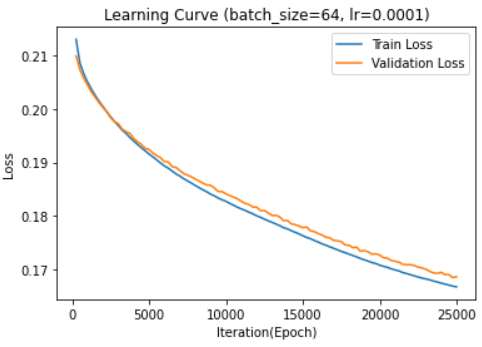 Learning Curve (batch_size=64, lr=0.0001)
Train Loss
Validation Loss
0.21
0.20
0.19
0.18
0.17
Loss
0 5000 10000 15000 20000 25000
Iteration(Epoch)